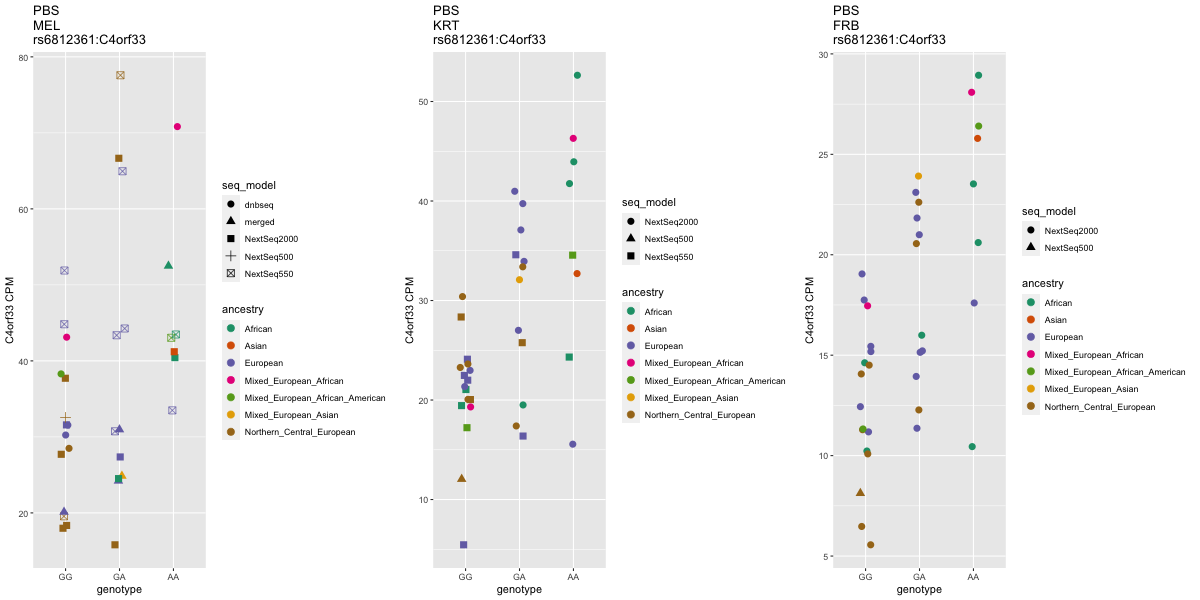 PBS
MEL
rs6812361:C4orf33
80
60
40
20
C4orf33 CPM
GG
GA
AA
genotype
seq_model
dnbseq
merged
NextSeq2000
NextSeq500
NextSeq550
ancestry
African
Asian
European
Mixed_European_African
Mixed_European_African_American
Mixed_European_Asian
Northern_Central_European
PBS
KRT
rs6812361:C4orf33
50
40
30
20
10
C4orf33 CPM
GG
GA
AA
genotype
seq_model
NextSeq2000
NextSeq500
NextSeq550
ancestry
African
Asian
European
Mixed_European_African
Mixed_European_African_American
Mixed_European_Asian
Northern_Central_European
PBS
FRB
rs6812361:C4orf33
30
25
20
15
10
5
C4orf33 CPM
GG
GA
AA
genotype
seq_model
NextSeq2000
NextSeq500
ancestry
African
Asian
European
Mixed_European_African
Mixed_European_African_American
Mixed_European_Asian
Northern_Central_European